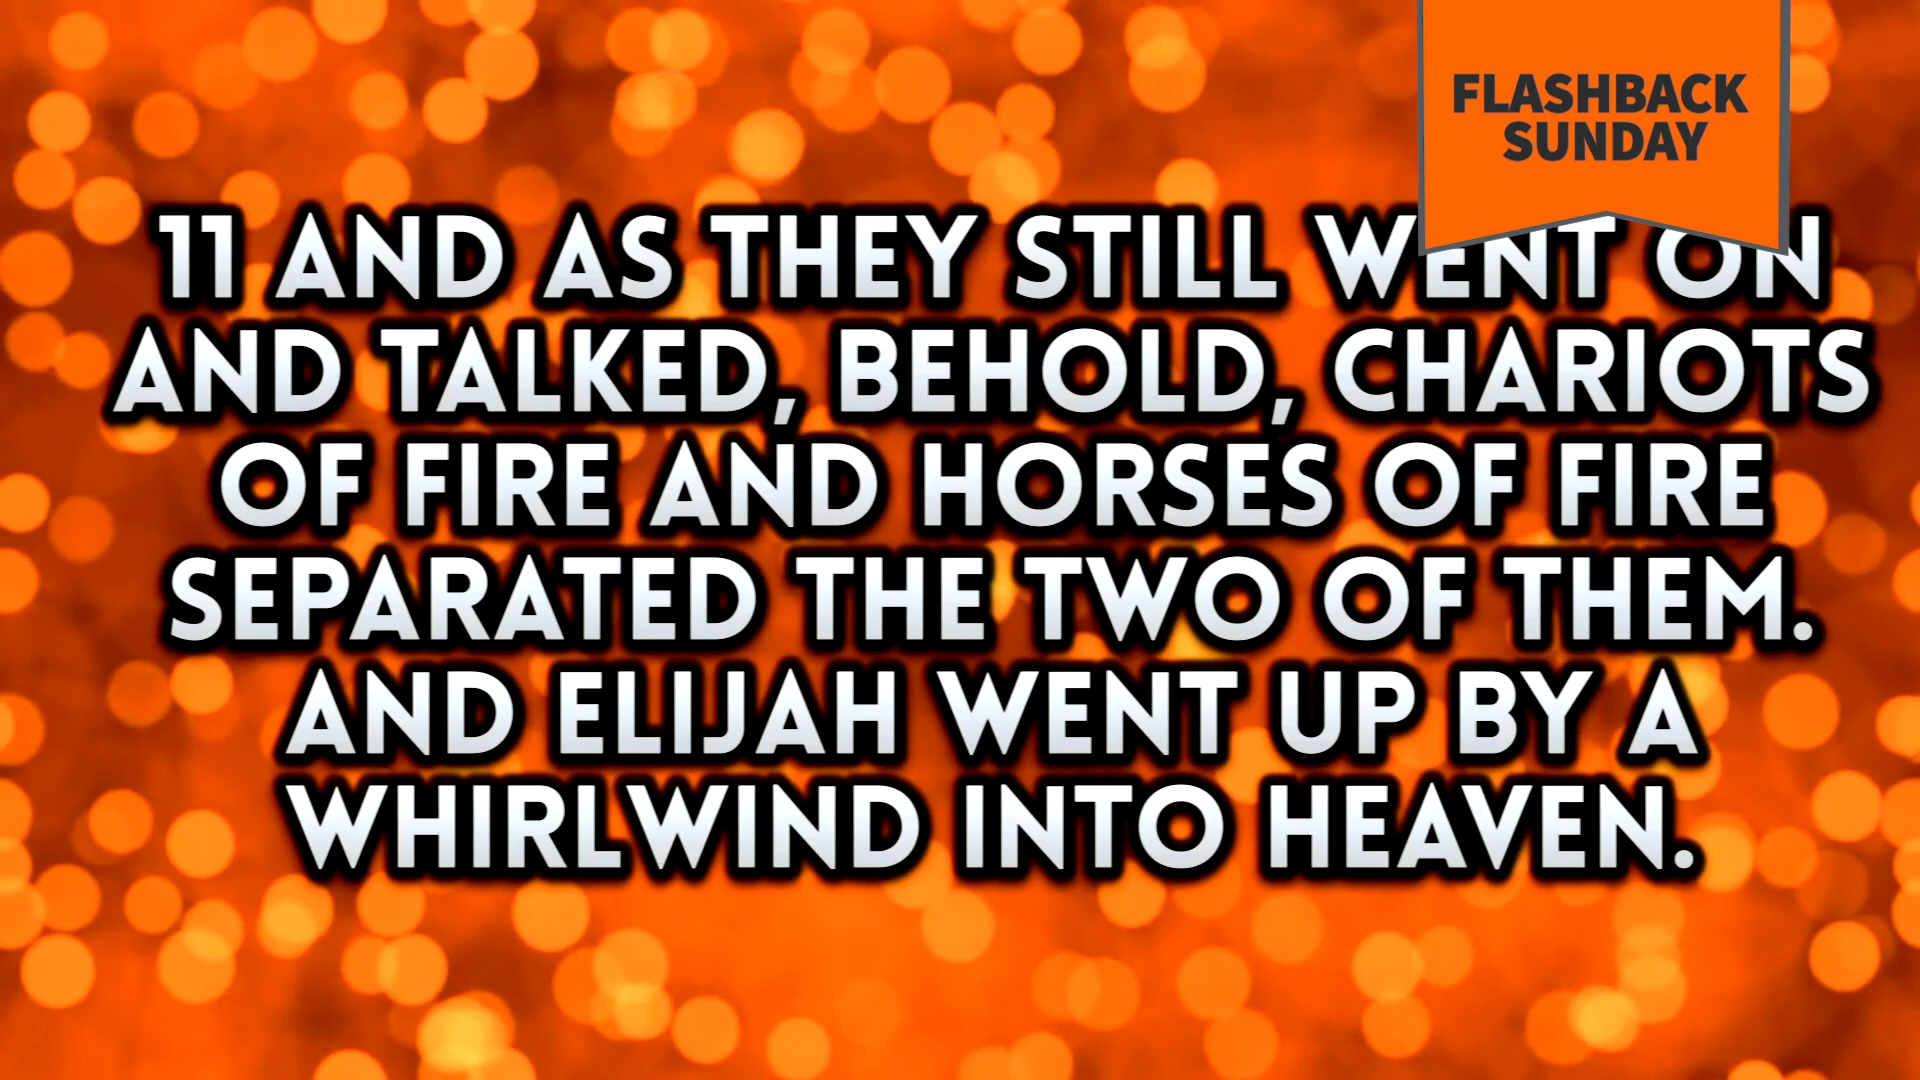 FLASHBACK
SUNDAY
11 AND AS THEY STILL WENT ON
AND TALKED, BEHOLD, CHARIOTS
OF FIRE AND HORSES OF FIRE
SEPARATED THE TWO OF THEM.
AND ELIJAH WENT UP BY A
WHIRLWIND INTO HEAVEN.